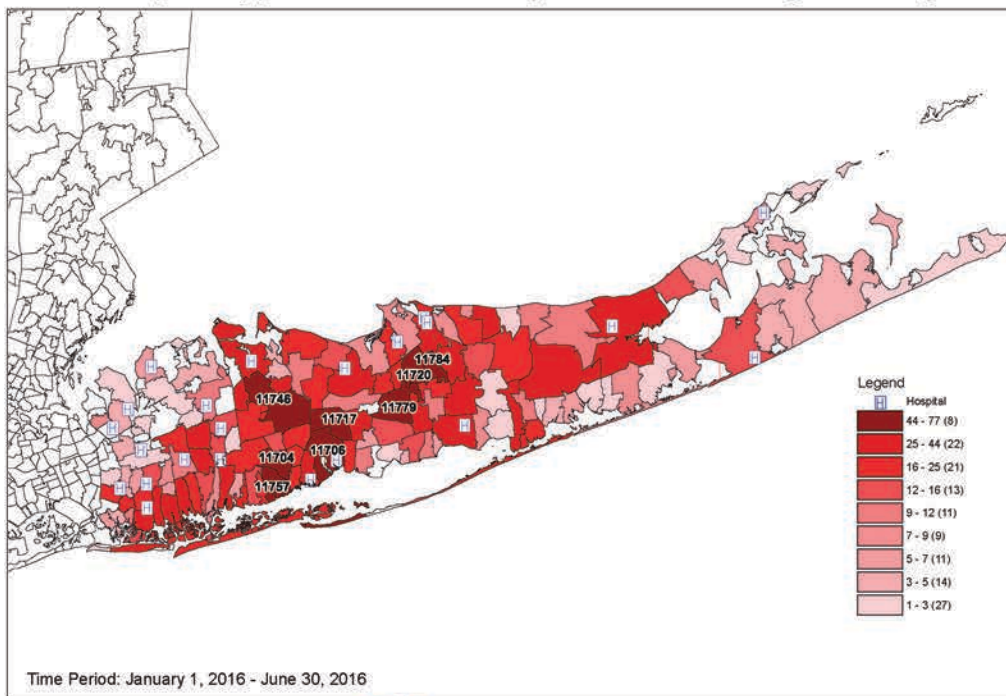 11784
11720
11746
11779
11717
11706
11704
11757
Legend
H Hospital
44 - 77 (8)
25 - 44 (22)
16 - 25 (21)
12 - 16 (13)
9 - 12 (11)
7 - 9 (9)
5 - 7 (11)
3 - 5 (14)
1 - 3 (27)
Time Period: January 1, 2016 - June 30, 2016